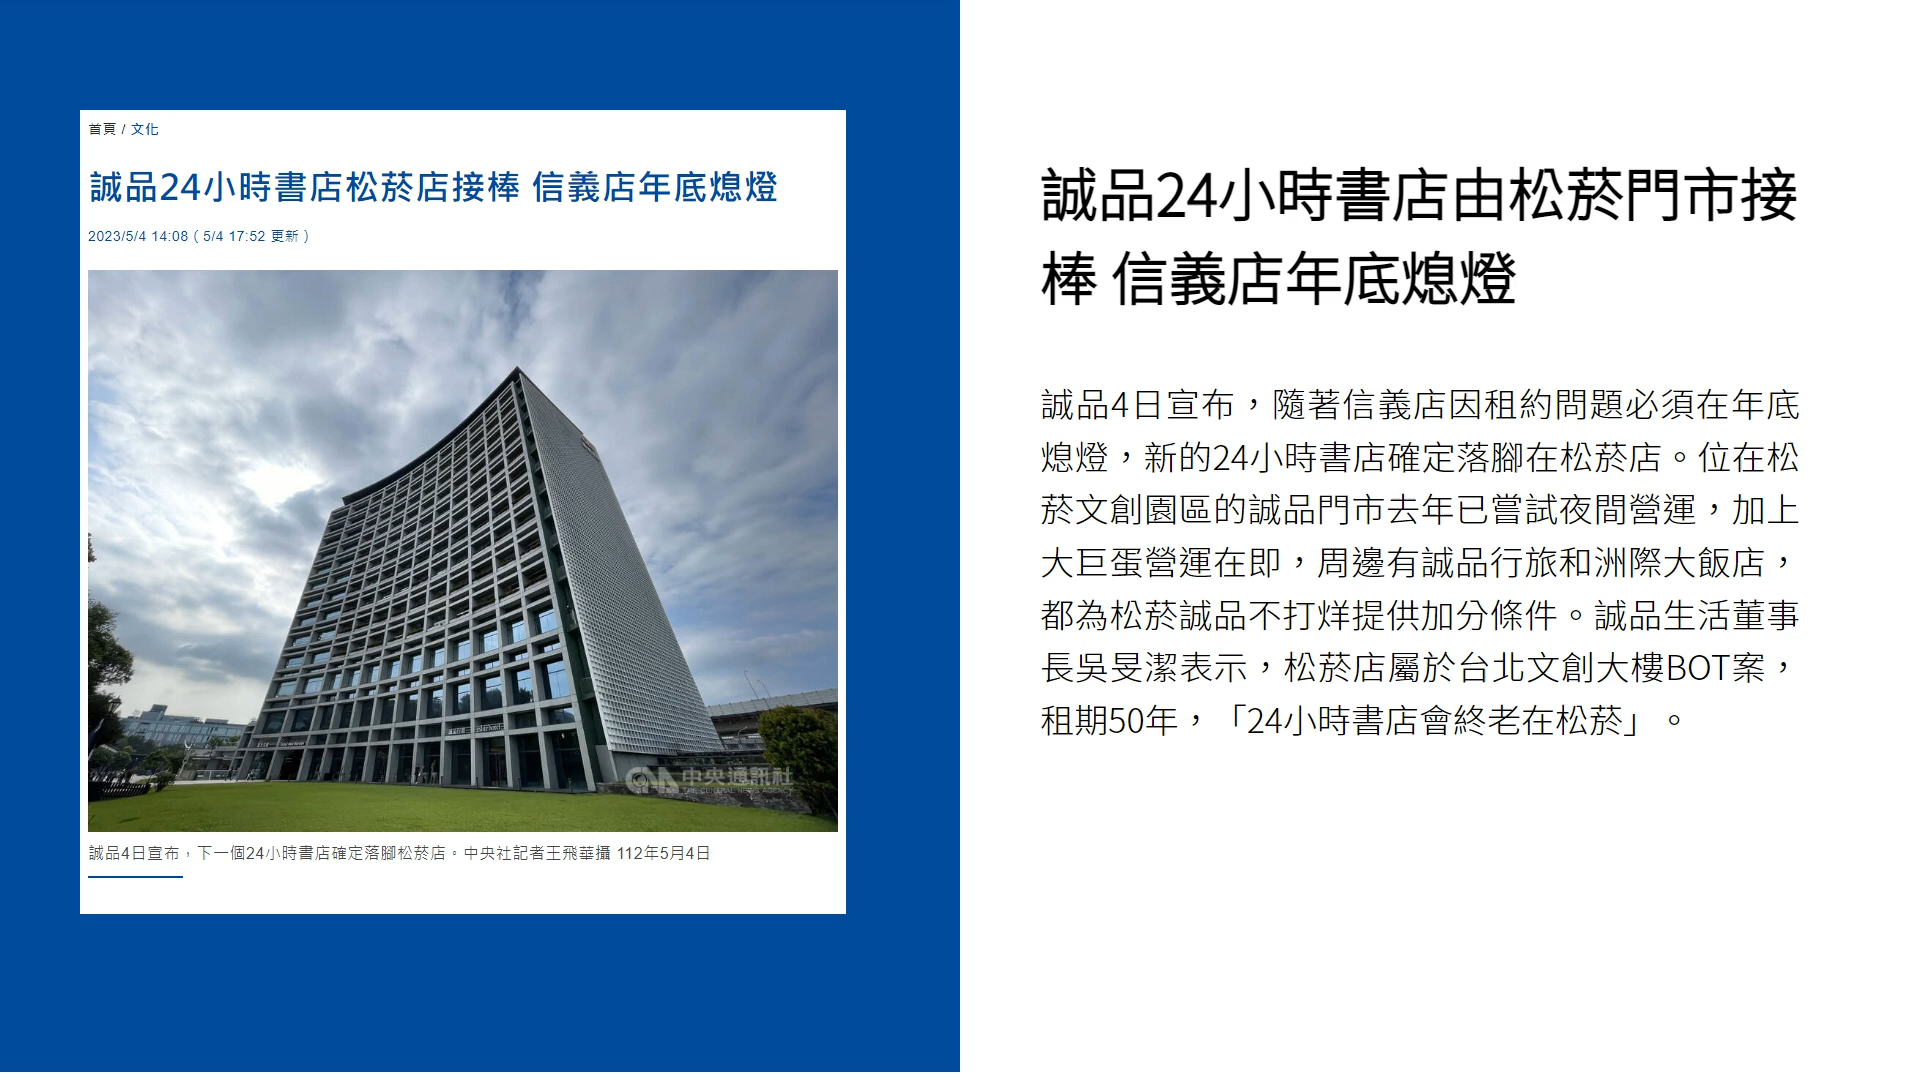 首頁 / 文化
誠品24小時書店松菸店接棒 信義店年底熄燈
2023/5/4 14:08（5/4 17:52 更新）
中央通訊社
THE CENTRAL NEWS AGENCY
誠品4日宣布，下一個24小時書店確定落腳松菸店。中央社記者王飛華攝 112年5月4日
誠品24小時書店由松菸門市接
棒 信義店年底熄燈
誠品4日宣布，隨著信義店因租約問題必須在年底
熄燈，新的24小時書店確定落腳在松菸店。位在松
菸文創園區的誠品門市去年已嘗試夜間營運，加上
大巨蛋營運在即，周邊有誠品行旅和洲際大飯店，
都為松菸誠品不打烊提供加分條件。誠品生活董事
長吳旻潔表示，松菸店屬於台北文創大樓BOT案，
租期50年，「24小時書店會終老在松菸」。